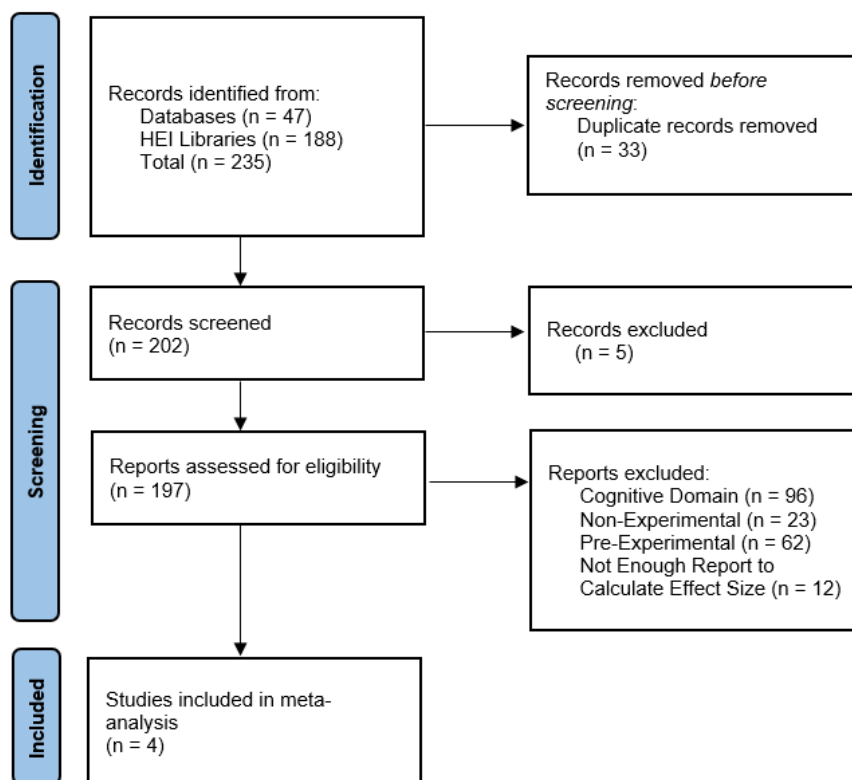 Identification
Records identified from:
Databases (n = 47)
HEI Libraries (n = 188)
Total (n = 235)
Records removed before
screening:
Duplicate records removed
(n = 33)
Screening
Records screened
(n = 202)
Records excluded
(n = 5)
Reports assessed for eligibility
(n = 197)
Reports excluded:
Cognitive Domain (n = 96)
Non-Experimental (n = 23)
Pre-Experimental (n = 62)
Not Enough Report to
Calculate Effect Size (n = 12)
Included
Studies included in meta-
analysis
(n = 4)